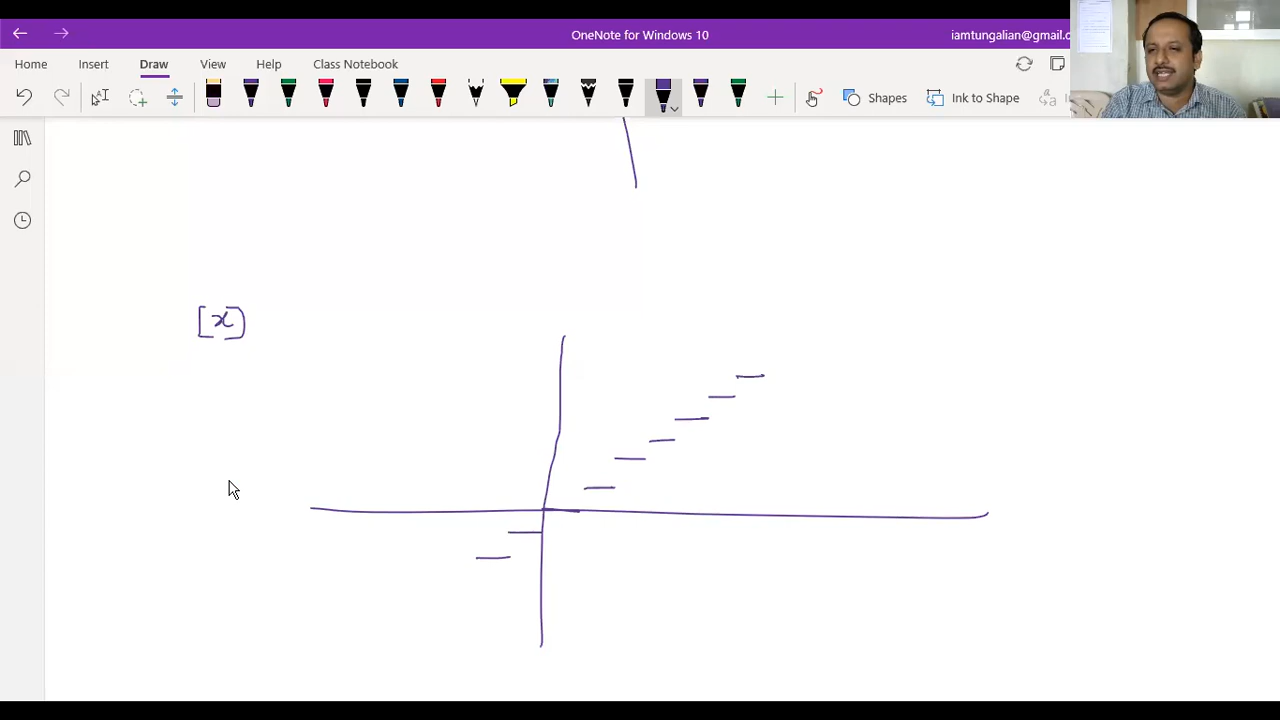 OneNote for Windows 10
iamtungalian@gmail.c
Home Insert Draw View Help Class Notebook
Shapes Ink to Shape
[x]